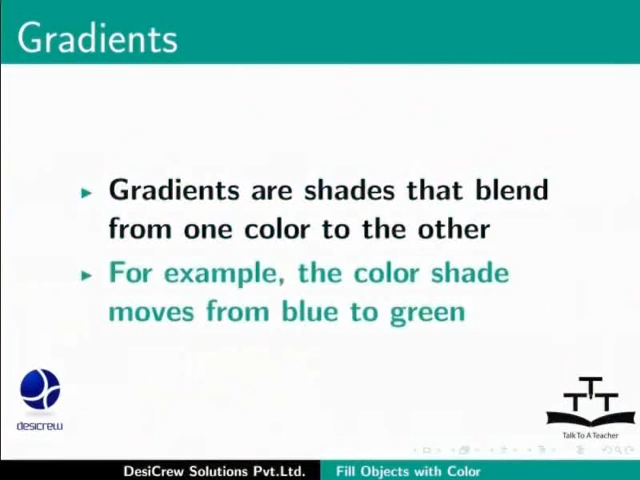 Gradients
Gradients are shades that blend
from one color to the other
For example, the color shade
moves from blue to green
desicrew
TTT
Talk To A Teacher
DesiCrew Solutions Pvt.Ltd.
Fill Objects with Color